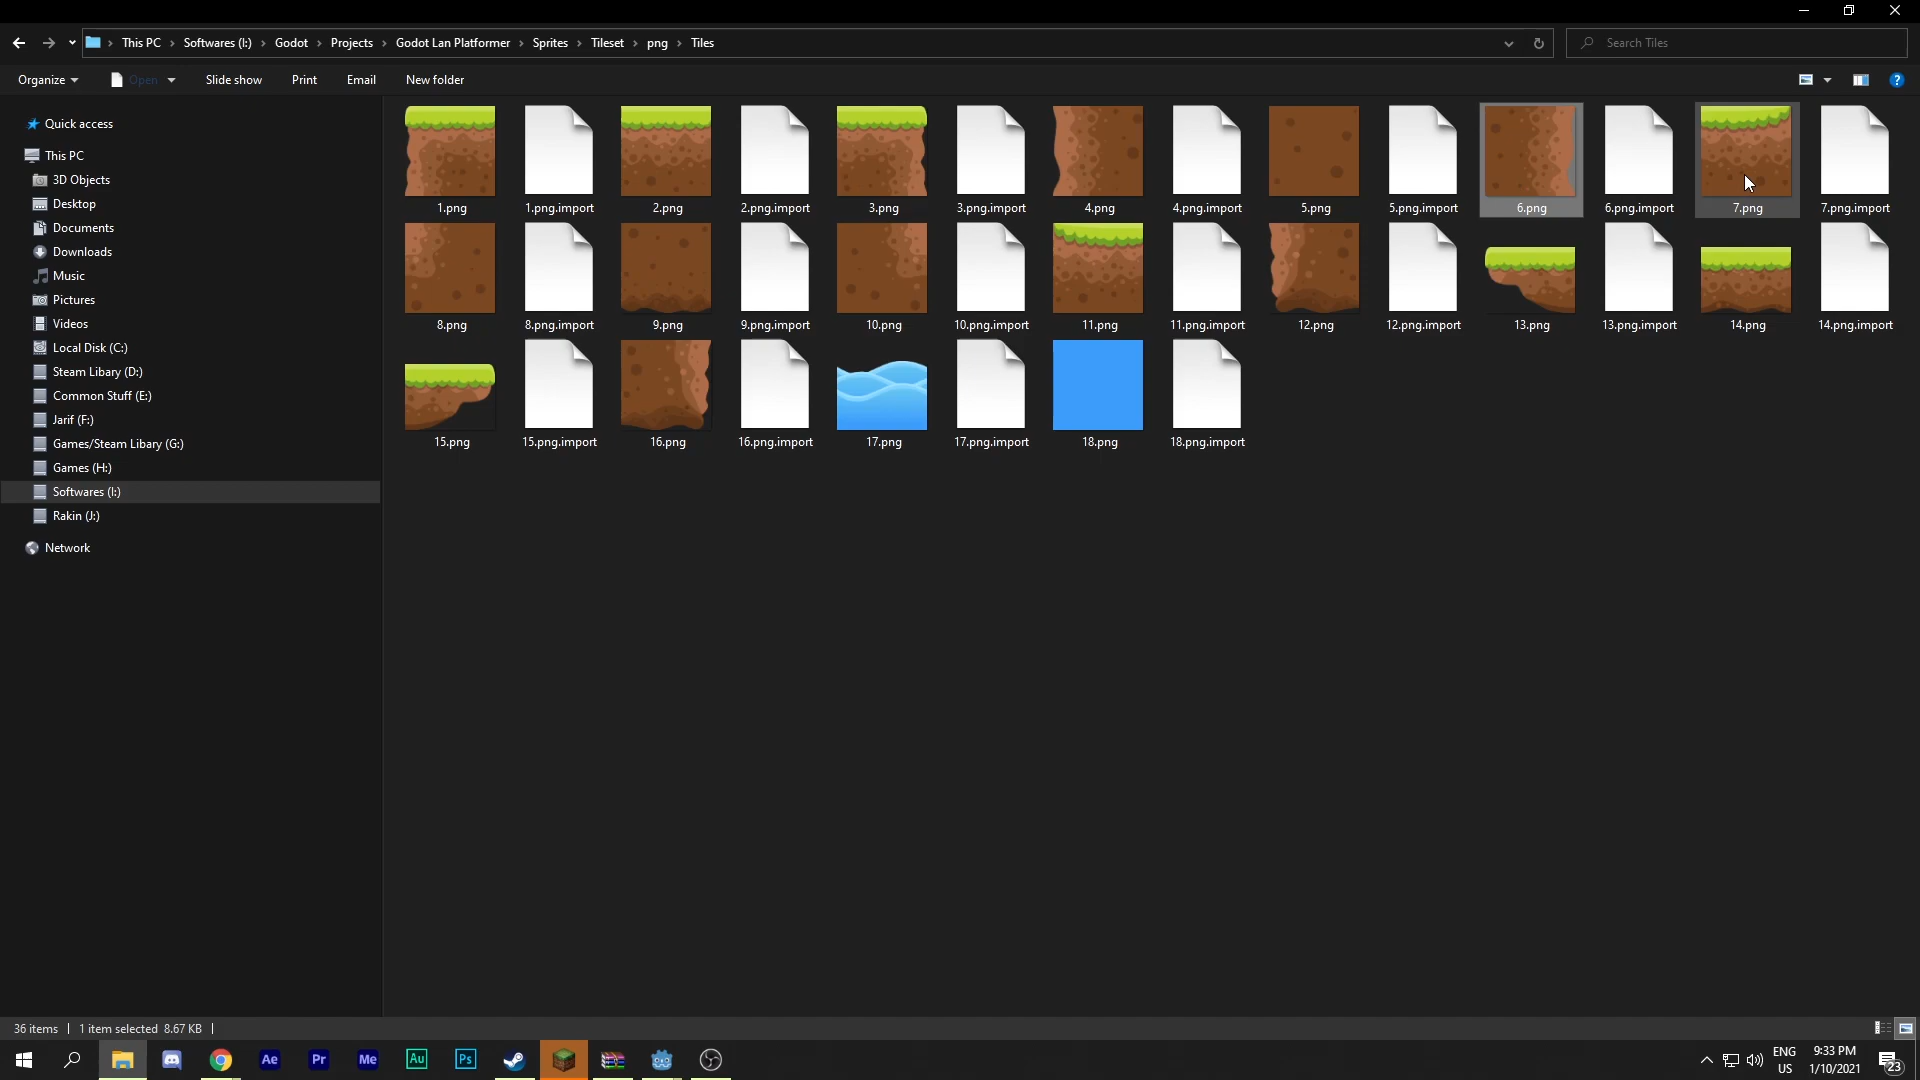 This PC > Softwares (I:) > Godot > Projects > Godot Lan Platformer > Sprites > Tileset > png > Tiles
Search Tiles
Organize
Open
Slide show
Print
Email
New folder
Quick access
This PC
3D Objects
Desktop
Documents
Downloads
Music
Pictures
Videos
Local Disk (C:)
Steam Libary (D:)
Common Stuff (E:)
Jarif (F:)
Games/Steam Libary (G:)
Games (H:)
Softwares (I:)
Rakin (J:)
Network
1.png 1.png.import 2.png 2.png.import 3.png 3.png.import 4.png 4.png.import 5.png 5.png.import 6.png 6.png.import 7.png 7.png.import
8.png 8.png.import 9.png 9.png.import 10.png 10.png.import 11.png 11.png.import 12.png 12.png.import 13.png 13.png.import 14.png 14.png.import
15.png 15.png.import 16.png 16.png.import 17.png 17.png.import 18.png 18.png.import
36 items | 1 item selected 8.67 KB |
Ae Pr Me Au Ps
ENG
US
9:33 PM
1/10/2021
23